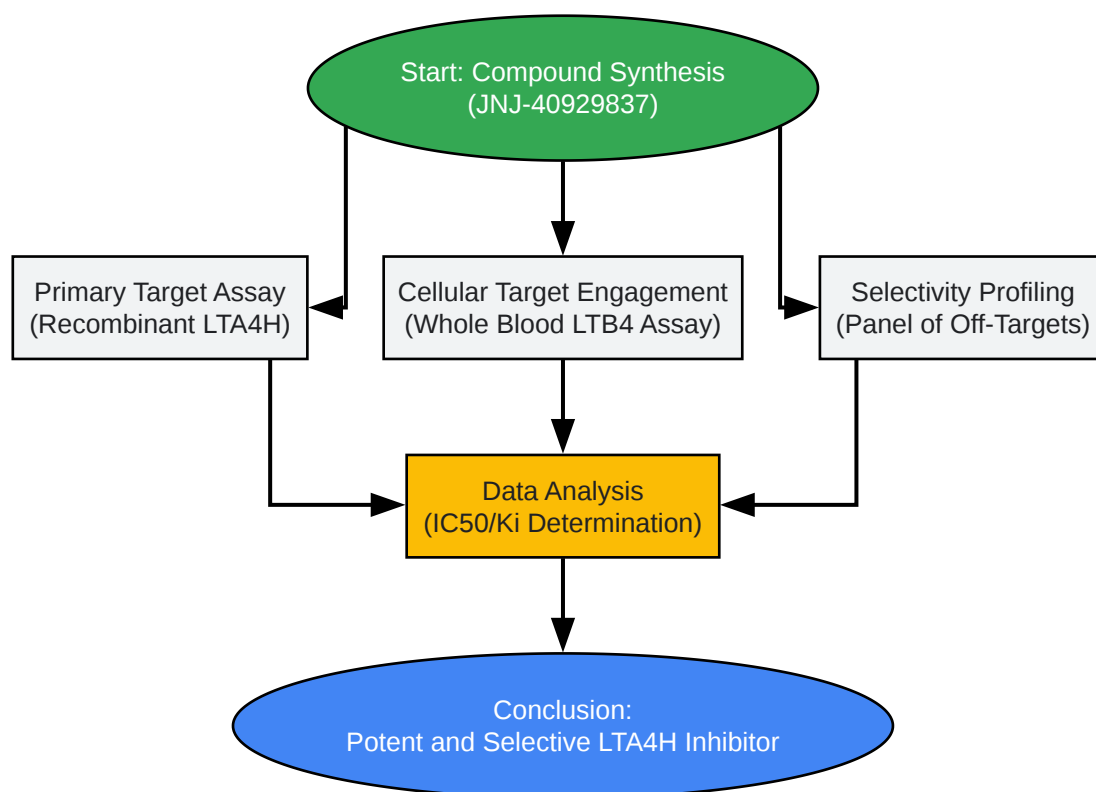 Start: Compound Synthesis
(JNJ-40929837)
Primary Target Assay
(Recombinant LTA4H)
Cellular Target Engagement
(Whole Blood LTB4 Assay)
Selectivity Profiling
(Panel of Off-Targets)
Data Analysis
(IC50/Ki Determination)
Conclusion:
Potent and Selective LTA4H Inhibitor